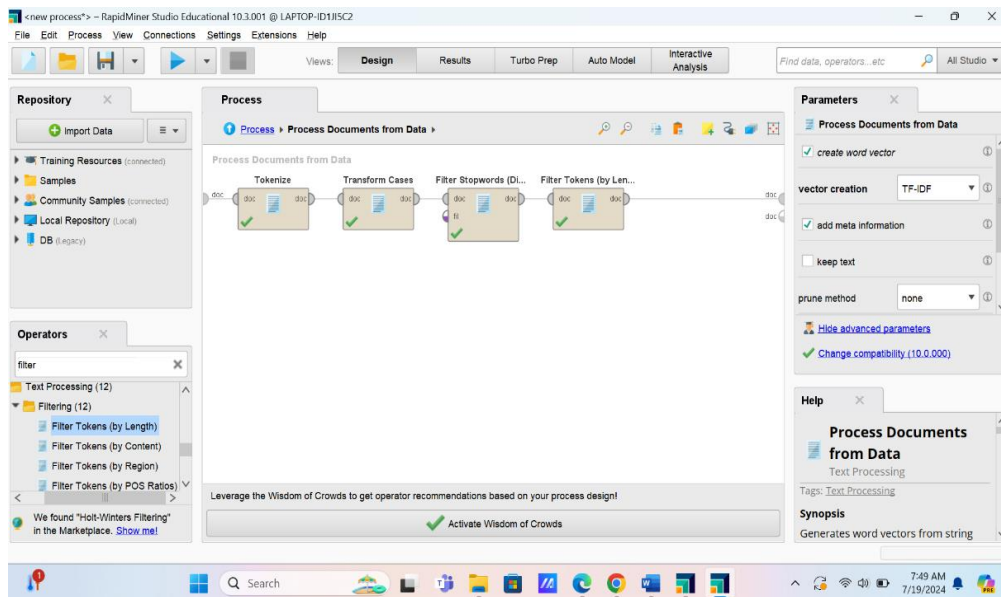 <new process*> – RapidMiner Studio Educational 10.3.001 @ LAPTOP-ID1JI5C2
File Edit Process View Connections Settings Extensions Help
Views: Design Results Turbo Prep Auto Model Interactive Analysis
Find data, operators...etc All Studio
Repository
Import Data
Training Resources (connected)
Samples
Community Samples (connected)
Local Repository (Local)
DB (Legacy)
Operators
filter
Text Processing (12)
Filtering (12)
Filter Tokens (by Length)
Filter Tokens (by Content)
Filter Tokens (by Region)
Filter Tokens (by POS Ratios)
We found "Holt-Winters Filtering"
in the Marketplace. Show me!
Process
Process Process Documents from Data
Process Documents from Data
Tokenize Transform Cases Filter Stopwords (Di... Filter Tokens (by Len...
doc doc doc doc doc doc doc doc doc doc
fil doc
Leverage the Wisdom of Crowds to get operator recommendations based on your process design!
Activate Wisdom of Crowds
Parameters
Process Documents from Data
create word vector
vector creation TF-IDF
add meta information
keep text
prune method none
Hide advanced parameters
Change compatibility (10.0.000)
Help
Process Documents
from Data
Text Processing
Tags: Text Processing
Synopsis
Generates word vectors from string
1
Search
7:49 AM
7/19/2024
PRE